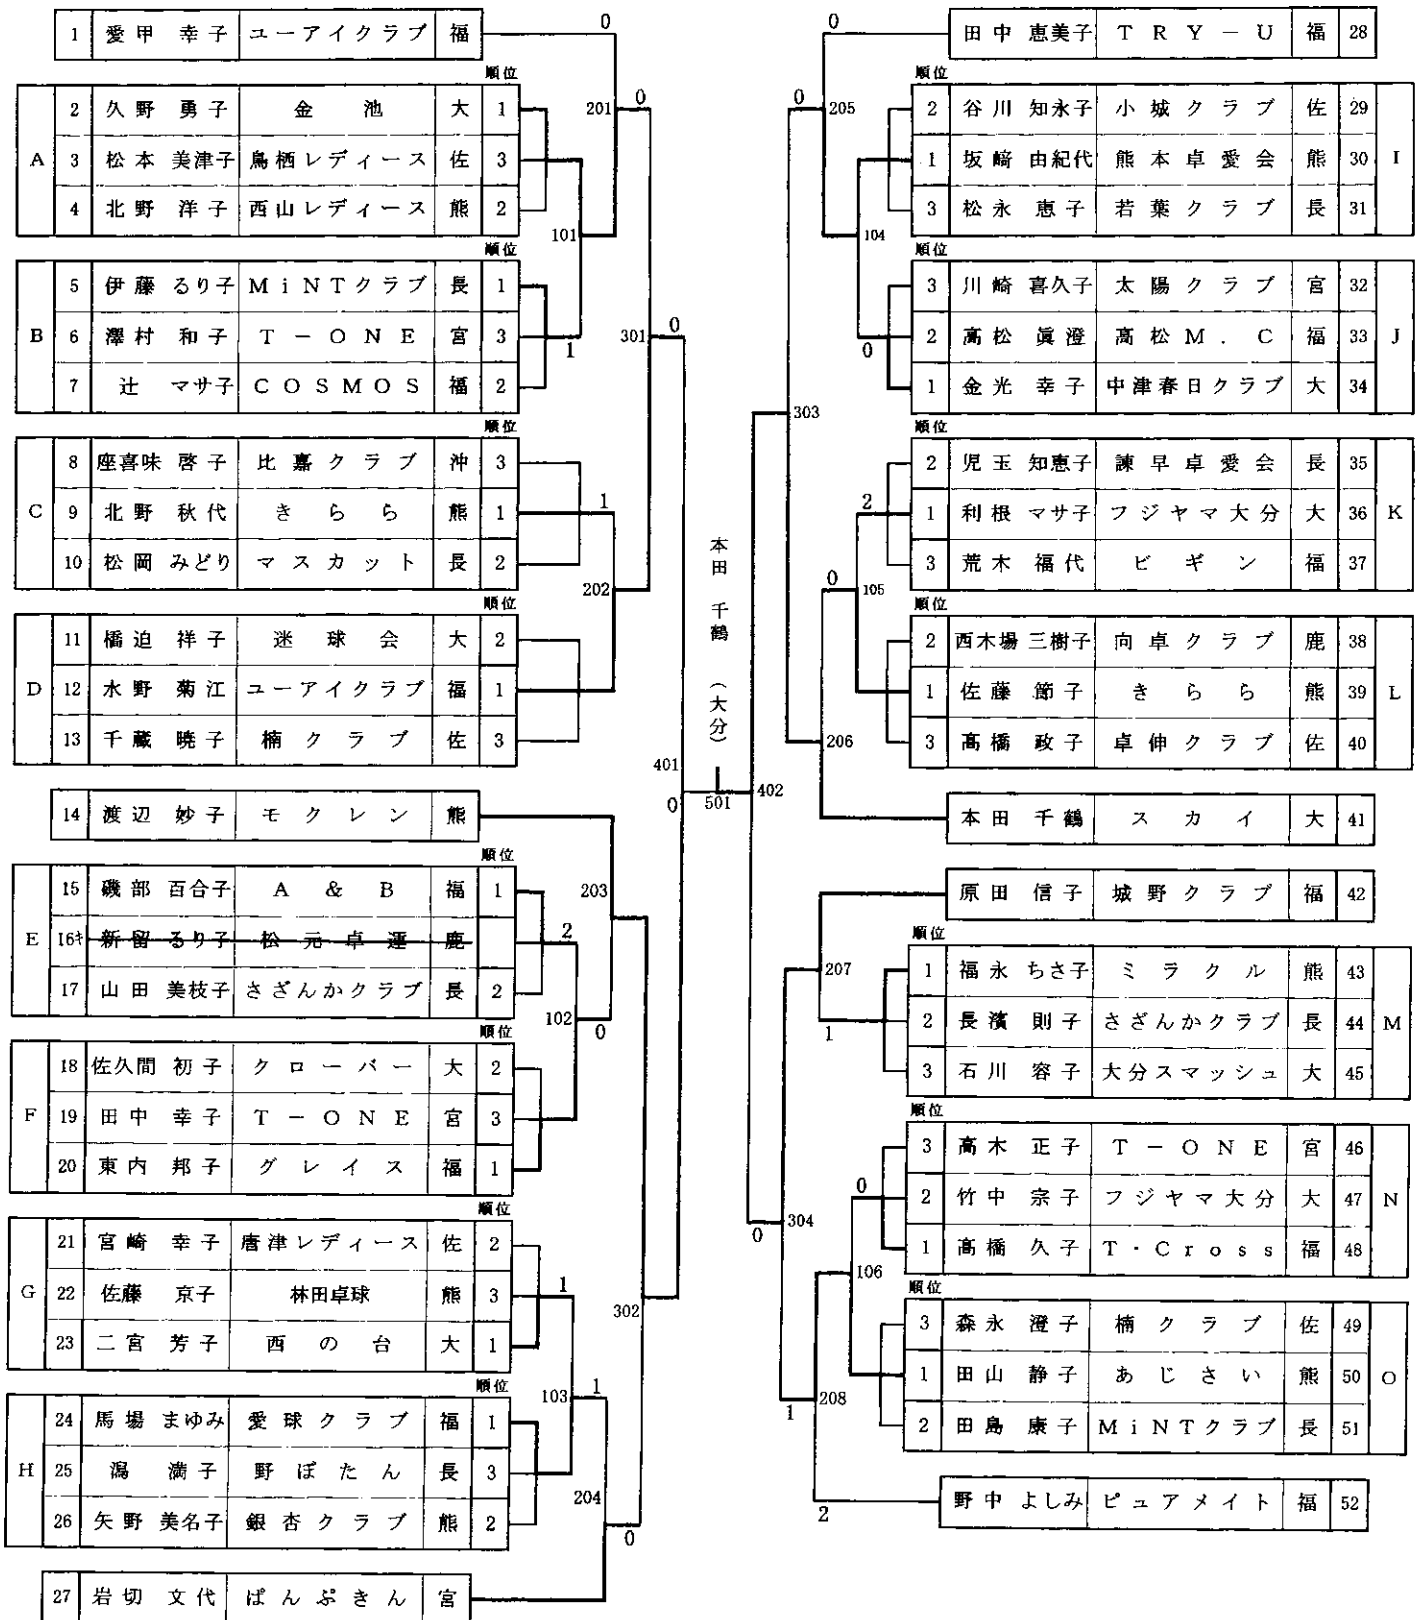 1 愛甲 幸子 ユーアイクラブ 福
0
順位
A
2 久野 勇子 金池 大 1
3 松本 美津子 鳥栖レディース 佐 3
4 北野 洋子 西山レディース 熊 2
201
0
101
順位
B
5 伊藤 るり子 MiNTクラブ 長 1
6 澤村 和子 T-ONE 宮 3
7 辻 マサ子 COSMOS 福 2
1
301
0
順位
C
8 座喜味 啓子 比嘉クラブ 沖 3
9 北野 秋代 きらら 熊 1
10 松岡 みどり マスカット 長 2
1
202
順位
D
11 橋迫 祥子 迷球会 大 2
12 水野 菊江 ユーアイクラブ 福 1
13 千蔵 暁子 楠クラブ 佐 3
401
0
14 渡辺 妙子 モクレン 熊
順位
E
15 磯部 百合子 A & B 福 1
16キ 新留 るり子 松元卓運 鹿
17 山田 美枝子 さざんかクラブ 長 2
203
2
102
0
順位
F
18 佐久間 初子 クローバー 大 2
19 田中 幸子 T-ONE 宮 3
20 東内 邦子 グレイス 福 1
順位
G
21 宮崎 幸子 唐津レディース 佐 2
22 佐藤 京子 林田卓球 熊 3
23 二宮 芳子 西の台 大 1
1
302
103
1
順位
H
24 馬場 まゆみ 愛球クラブ 福 1
25 潟 満子 野ぼたん 長 3
26 矢野 美名子 銀杏クラブ 熊 2
204
0
27 岩切 文代 ぱんぷきん 宮
本田 千鶴 (大分)
501
402
0
田中 恵美子 TRY-U 福 28
0
205
順位
2 谷川 知永子 小城クラブ 佐 29
1 坂崎 由紀代 熊本卓愛会 熊 30
3 松永 恵子 若葉クラブ 長 31
I
104
順位
3 川崎 喜久子 太陽クラブ 宮 32
2 高松 眞澄 高松M.C 福 33
1 金光 幸子 中津春日クラブ 大 34
J
0
303
順位
2 児玉 知恵子 諫早卓愛会 長 35
1 利根 マサ子 フジヤマ大分 大 36
3 荒木 福代 ビギン 福 37
K
2
0
105
順位
2 西木場 三樹子 向卓クラブ 鹿 38
1 佐藤 節子 きらら 熊 39
3 高橋 政子 卓伸クラブ 佐 40
L
206
本田 千鶴 スカイ 大 41
原田 信子 城野クラブ 福 42
順位
207
1 福永 ちさ子 ミラクル 熊 43
2 長濱 則子 さざんかクラブ 長 44
3 石川 容子 大分スマッシュ 大 45
M
1
順位
3 高木 正子 T-ONE 宮 46
2 竹中 宗子 フジヤマ大分 大 47
1 高橋 久子 T・Cross 福 48
N
0
0
304
106
順位
3 森永 澄子 楠クラブ 佐 49
1 田山 静子 あじさい 熊 50
2 田島 康子 MiNTクラブ 長 51
O
1
208
2
野中 よしみ ピュアメイト 福 52